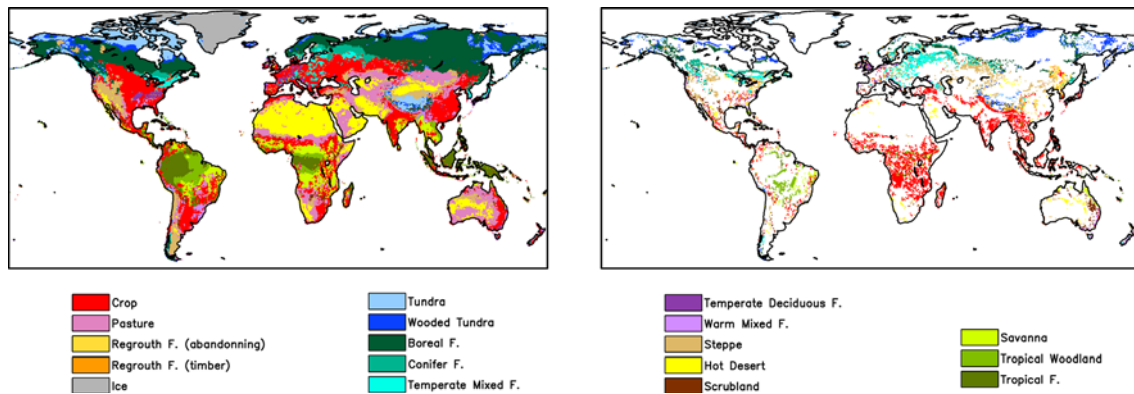 Crop
Pasture
Regrouth F. (abandonning)
Regrouth F. (timber)
Ice
Tundra
Wooded Tundra
Boreal F.
Conifer F.
Temperate Mixed F.
Temperate Deciduous F.
Warm Mixed F.
Steppe
Hot Desert
Scrubland
Savanna
Tropical Woodland
Tropical F.